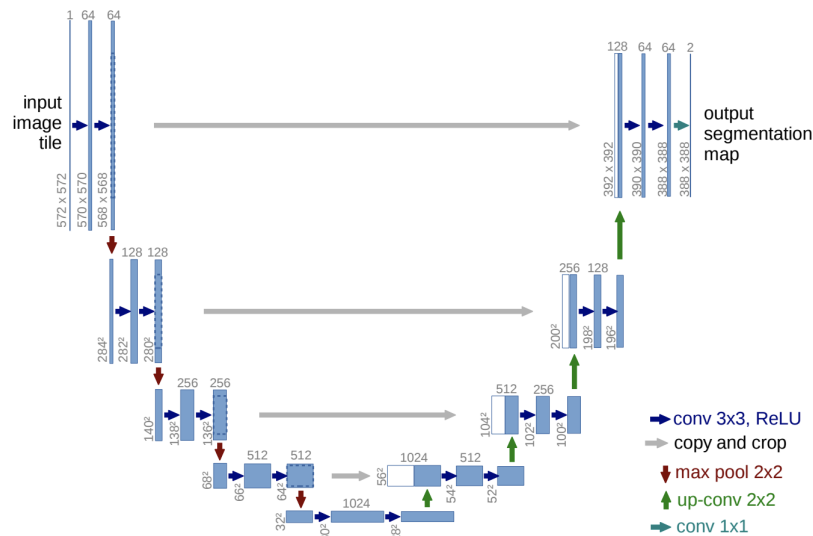 1 64 64
128 64 64 2
input
image
tile
output
segmentation
map
572 x 572
570 x 570
568 x 568
392 x 392
390 x 390
388 x 388
388 x 388
128 128
256 128
284²
282²
280²
200²
198²
196²
256 256
512 256
140²
138²
136²
104²
102²
100²
512 512
1024 512
68²
66²
64²
56²
54²
52²
1024
32²
conv 3x3, ReLU
copy and crop
max pool 2x2
up-conv 2x2
conv 1x1